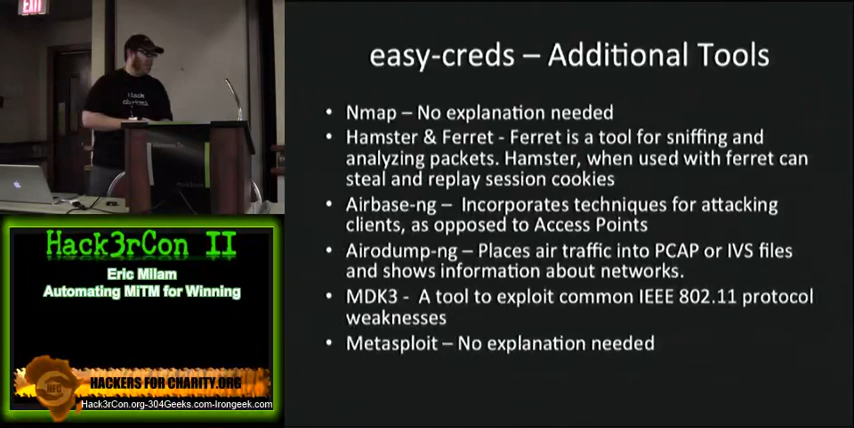 EXIT
easy-creds – Additional Tools
• Nmap – No explanation needed
• Hamster & Ferret - Ferret is a tool for sniffing and
analyzing packets. Hamster, when used with ferret can
steal and replay session cookies
• Airbase-ng – Incorporates techniques for attacking
clients, as opposed to Access Points
• Airodump-ng – Places air traffic into PCAP or IVS files
and shows information about networks.
• MDK3 - A tool to exploit common IEEE 802.11 protocol
weaknesses
• Metasploit – No explanation needed
Hack3rCon II
Eric Milam
Automating MiTM for Winning
HFC
HACKERS FOR CHARITY.ORG
Hack3rCon.org-304Geeks.com-Irongeek.com